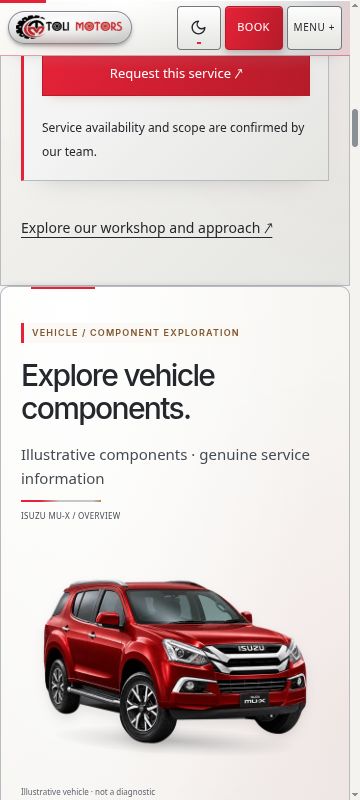 TOLI MOTORS
BOOK
MENU +
Request this service ↗
Service availability and scope are confirmed by
our team.
Explore our workshop and approach ↗
VEHICLE / COMPONENT EXPLORATION
Explore vehicle
components.
Illustrative components · genuine service
information
ISUZU MU-X / OVERVIEW
ISUZU
MU-X
Illustrative vehicle · not a diagnostic